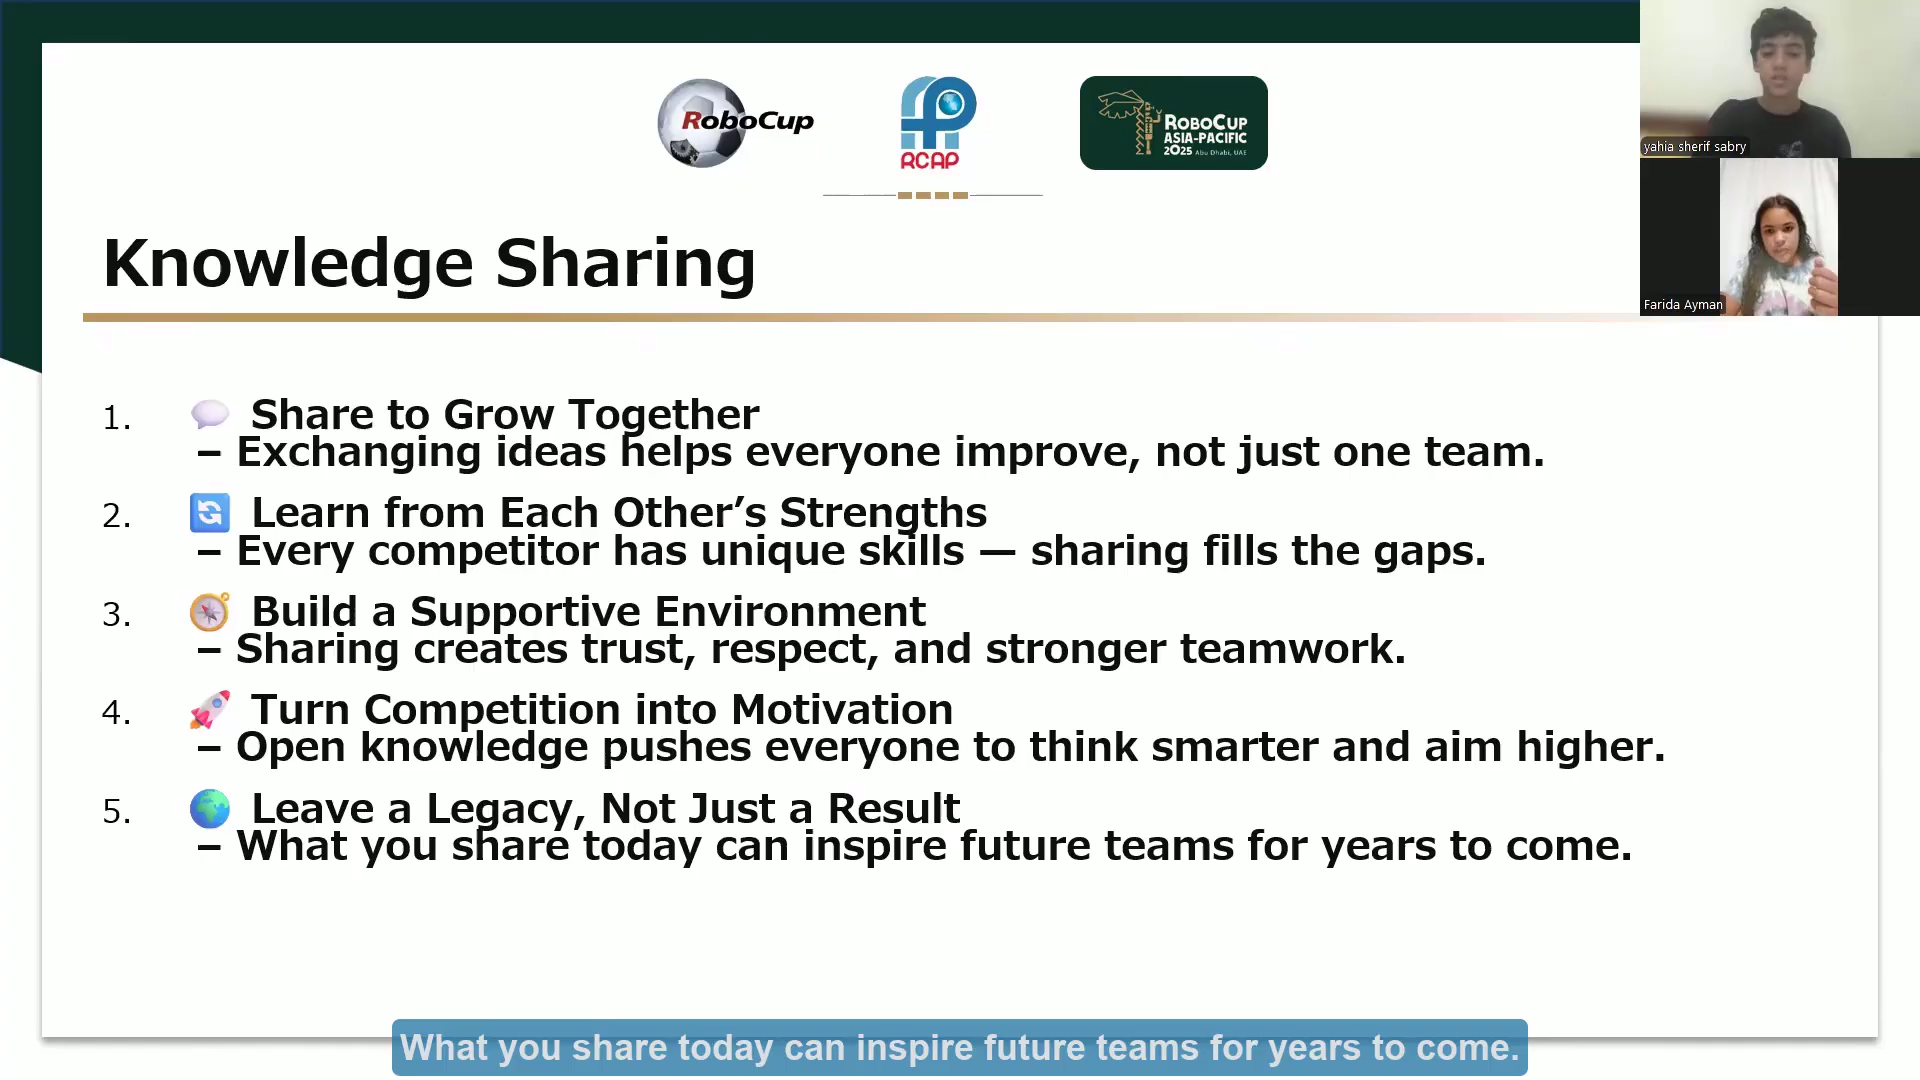 RoboCup
RCAP
RoboCup
Asia-Pacific
2025 Abu Dhabi, UAE
yahia sherif sabry
Farida Ayman
Knowledge Sharing
1. 💬 Share to Grow Together
– Exchanging ideas helps everyone improve, not just one team.
2. 🔄 Learn from Each Other’s Strengths
– Every competitor has unique skills — sharing fills the gaps.
3. 🧭 Build a Supportive Environment
– Sharing creates trust, respect, and stronger teamwork.
4. 🚀 Turn Competition into Motivation
– Open knowledge pushes everyone to think smarter and aim higher.
5. 🌍 Leave a Legacy, Not Just a Result
– What you share today can inspire future teams for years to come.
What you share today can inspire future teams for years to come.